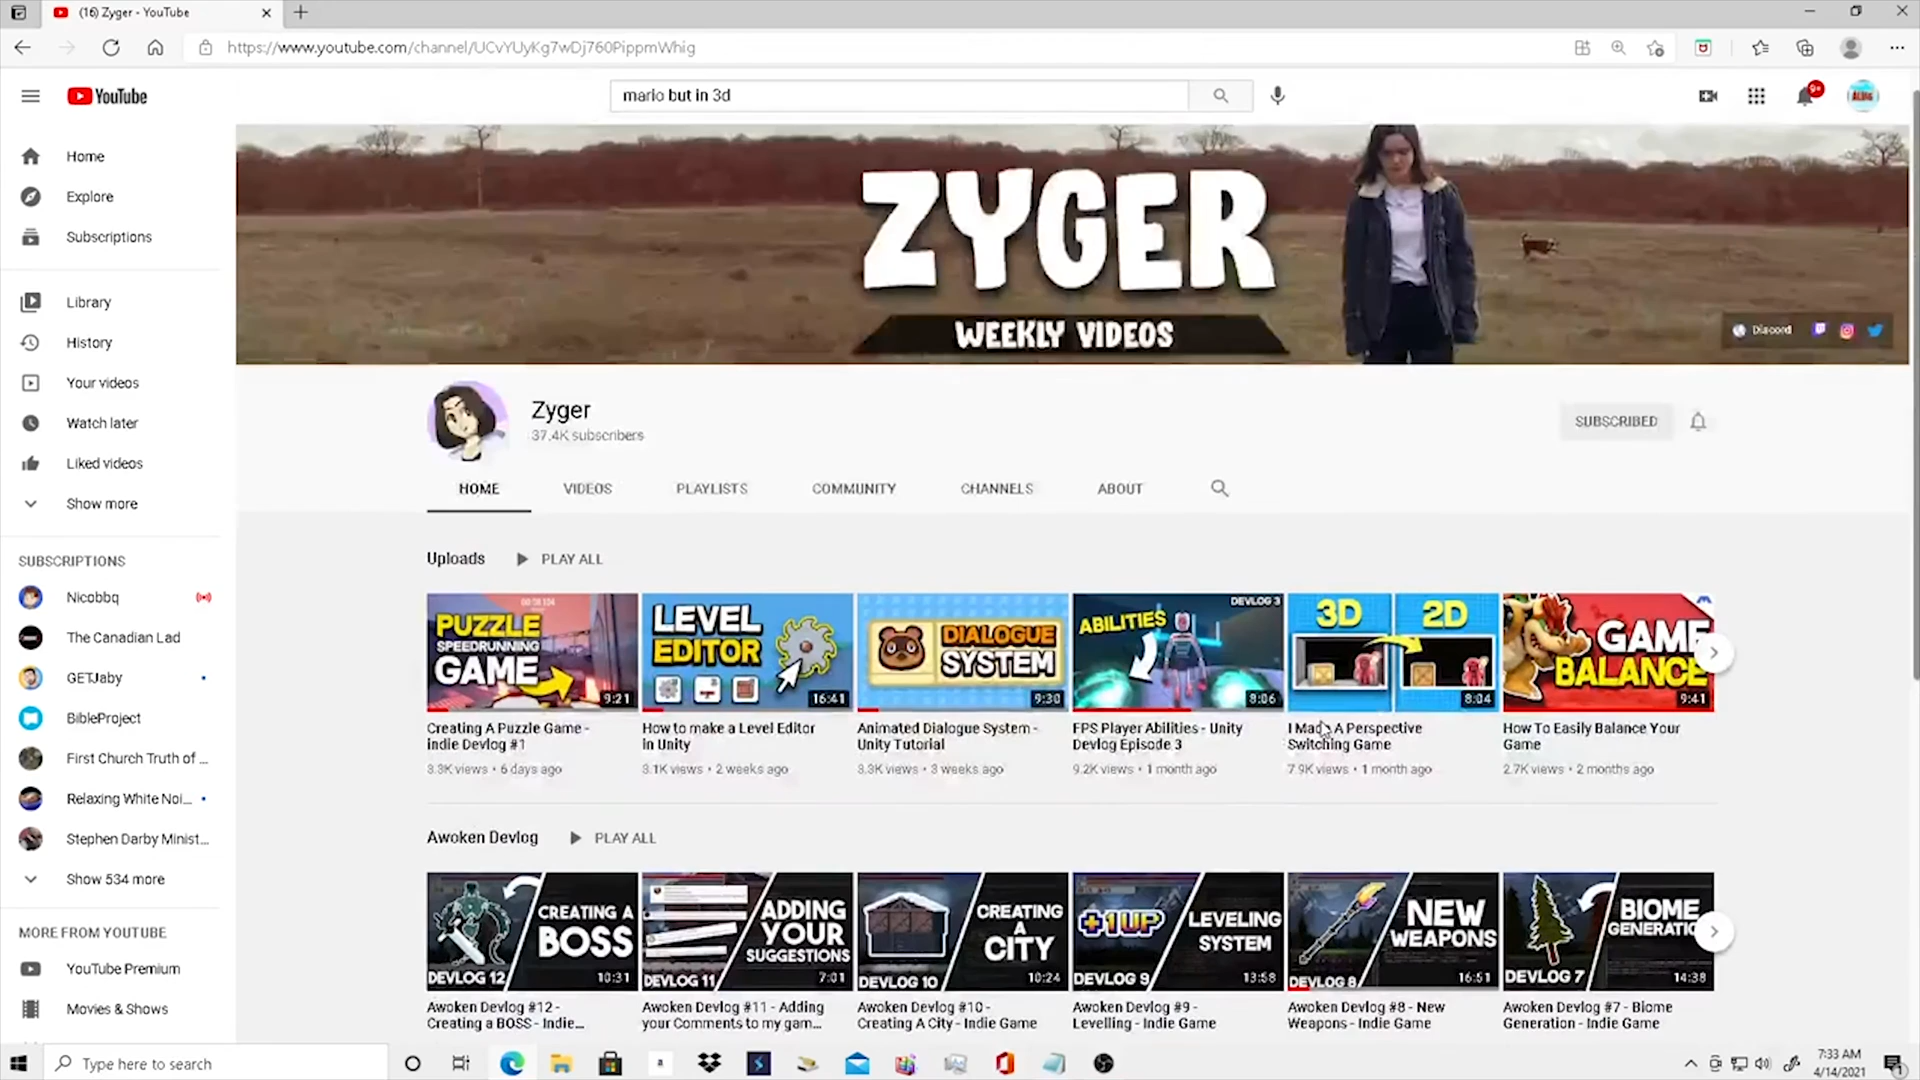 (16) Zyger - YouTube
https://www.youtube.com/channel/UCvYUyKg7wDj760PippmWhig
YouTube
mario but in 3d
9+
Home
Explore
Subscriptions
Library
History
Your videos
Watch later
Liked videos
Show more
SUBSCRIPTIONS
Nicobbq
The Canadian Lad
GETJaby
BibleProject
First Church Truth of ...
Relaxing White Noi...
Stephen Darby Minist...
Show 534 more
MORE FROM YOUTUBE
YouTube Premium
Movies & Shows
ZYGER
WEEKLY VIDEOS
Discord
Zyger
37.4K subscribers
SUBSCRIBED
HOME
VIDEOS
PLAYLISTS
COMMUNITY
CHANNELS
ABOUT
Uploads
PLAY ALL
PUZZLE
SPEEDRUNNING
GAME
9:21
Creating A Puzzle Game -
indie Devlog #1
3.3K views • 6 days ago
LEVEL
EDITOR
16:41
How to make a Level Editor
in Unity
3.1K views • 2 weeks ago
DIALOGUE
SYSTEM
9:30
Animated Dialogue System -
Unity Tutorial
3.3K views • 3 weeks ago
DEVLOG 3
ABILITIES
8:06
FPS Player Abilities - Unity
Devlog Episode 3
9.2K views • 1 month ago
3D
2D
8:04
I Made A Perspective
Switching Game
7.9K views • 1 month ago
GAME
BALANCE
9:41
How To Easily Balance Your
Game
2.7K views • 2 months ago
Awoken Devlog
PLAY ALL
CREATING A
BOSS
DEVLOG 12
10:31
Awoken Devlog #12 -
Creating a BOSS - Indie...
ADDING
YOUR
SUGGESTIONS
DEVLOG 11
7:01
Awoken Devlog #11 - Adding
your Comments to my gam...
CREATING
A
CITY
DEVLOG 10
10:24
Awoken Devlog #10 -
Creating A City - Indie Game
+1UP
LEVELING
SYSTEM
DEVLOG 9
13:58
Awoken Devlog #9 -
Levelling - Indie Game
NEW
WEAPONS
DEVLOG 8
16:51
Awoken Devlog #8 - New
Weapons - Indie Game
BIOME
GENERATION
DEVLOG 7
14:38
Awoken Devlog #7 - Biome
Generation - Indie Game
Type here to search
7:33 AM
4/14/2021
1